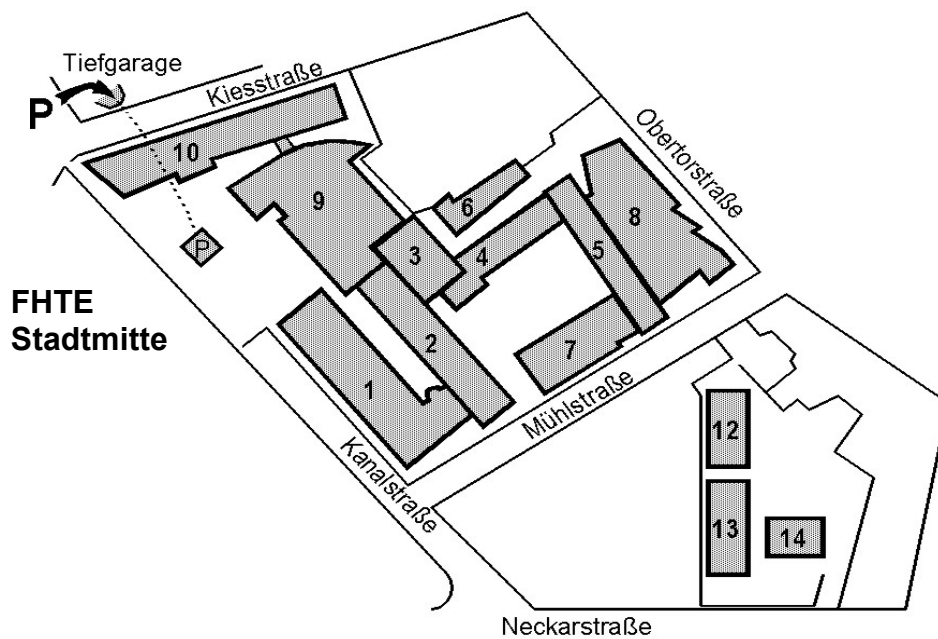 Tiefgarage
P
Kiesstraße
Obertorstraße
10
9
6
8
3
4
5
P
FHTE
Stadtmitte
2
7
1
Mühlstraße
Kanalstraße
12
13
14
Neckarstraße